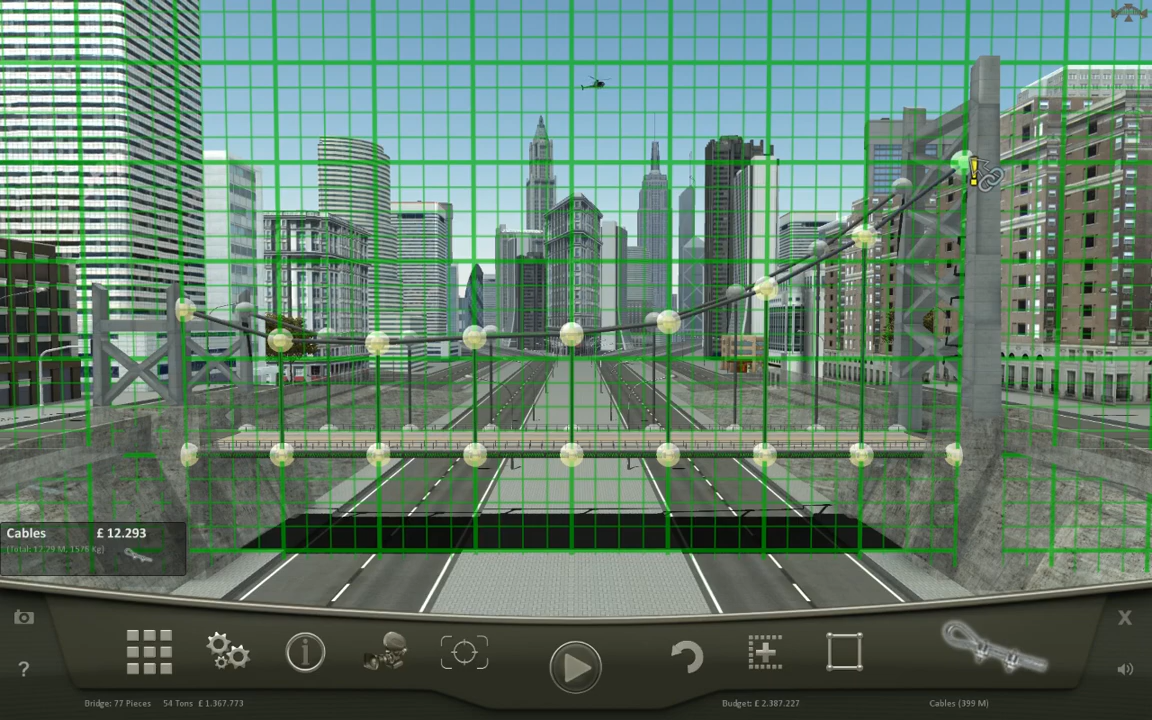 Cables £ 12.293
(Total: 12.29 M, 1578 Kg)
?
X
Bridge: 77 Pieces 54 Tons £ 1.367.773
Budget: £ 2.387.227
Cables (399 M)